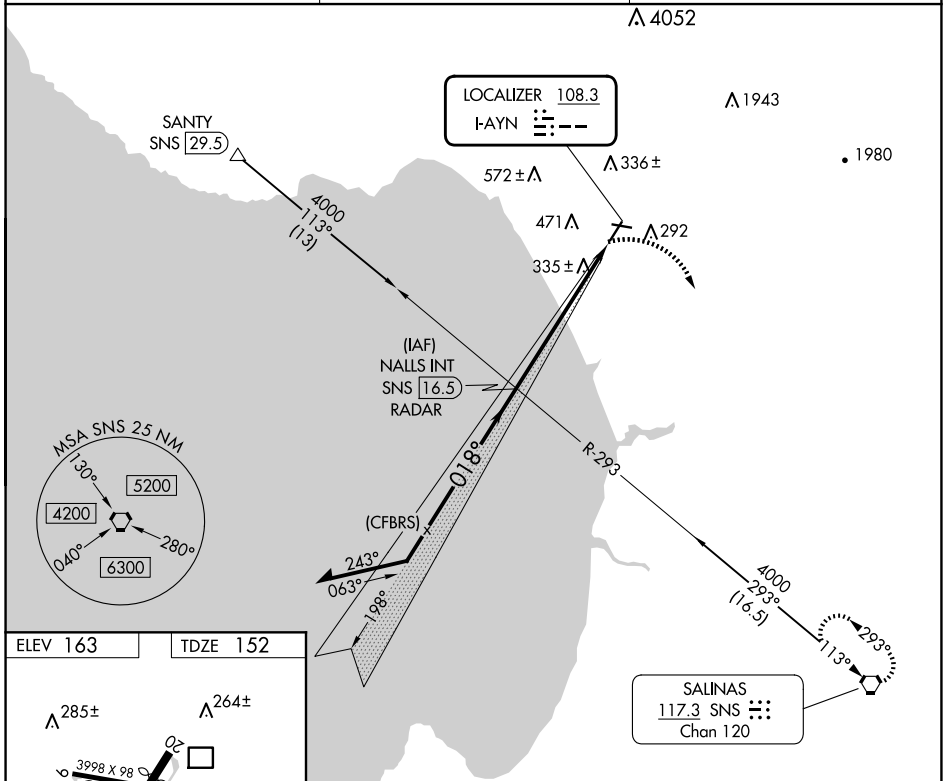 4052
LOCALIZER 108.3
I-AYN
1943
SANTY
SNS 29.5
572±
336±
1980
4000
113°
(13)
471
292
335±
(IAF)
NALLS INT
SNS 16.5
RADAR
R-293
MSA SNS 25 NM
130°
5200
4200
040°
280°
6300
018°
(CFBRS)
243°
063°
198°
4000
293°
(16.5)
293°
113°
SALINAS
117.3 SNS
Chan 120
ELEV 163
TDZE 152
285±
264±
20
9
3998 X 98